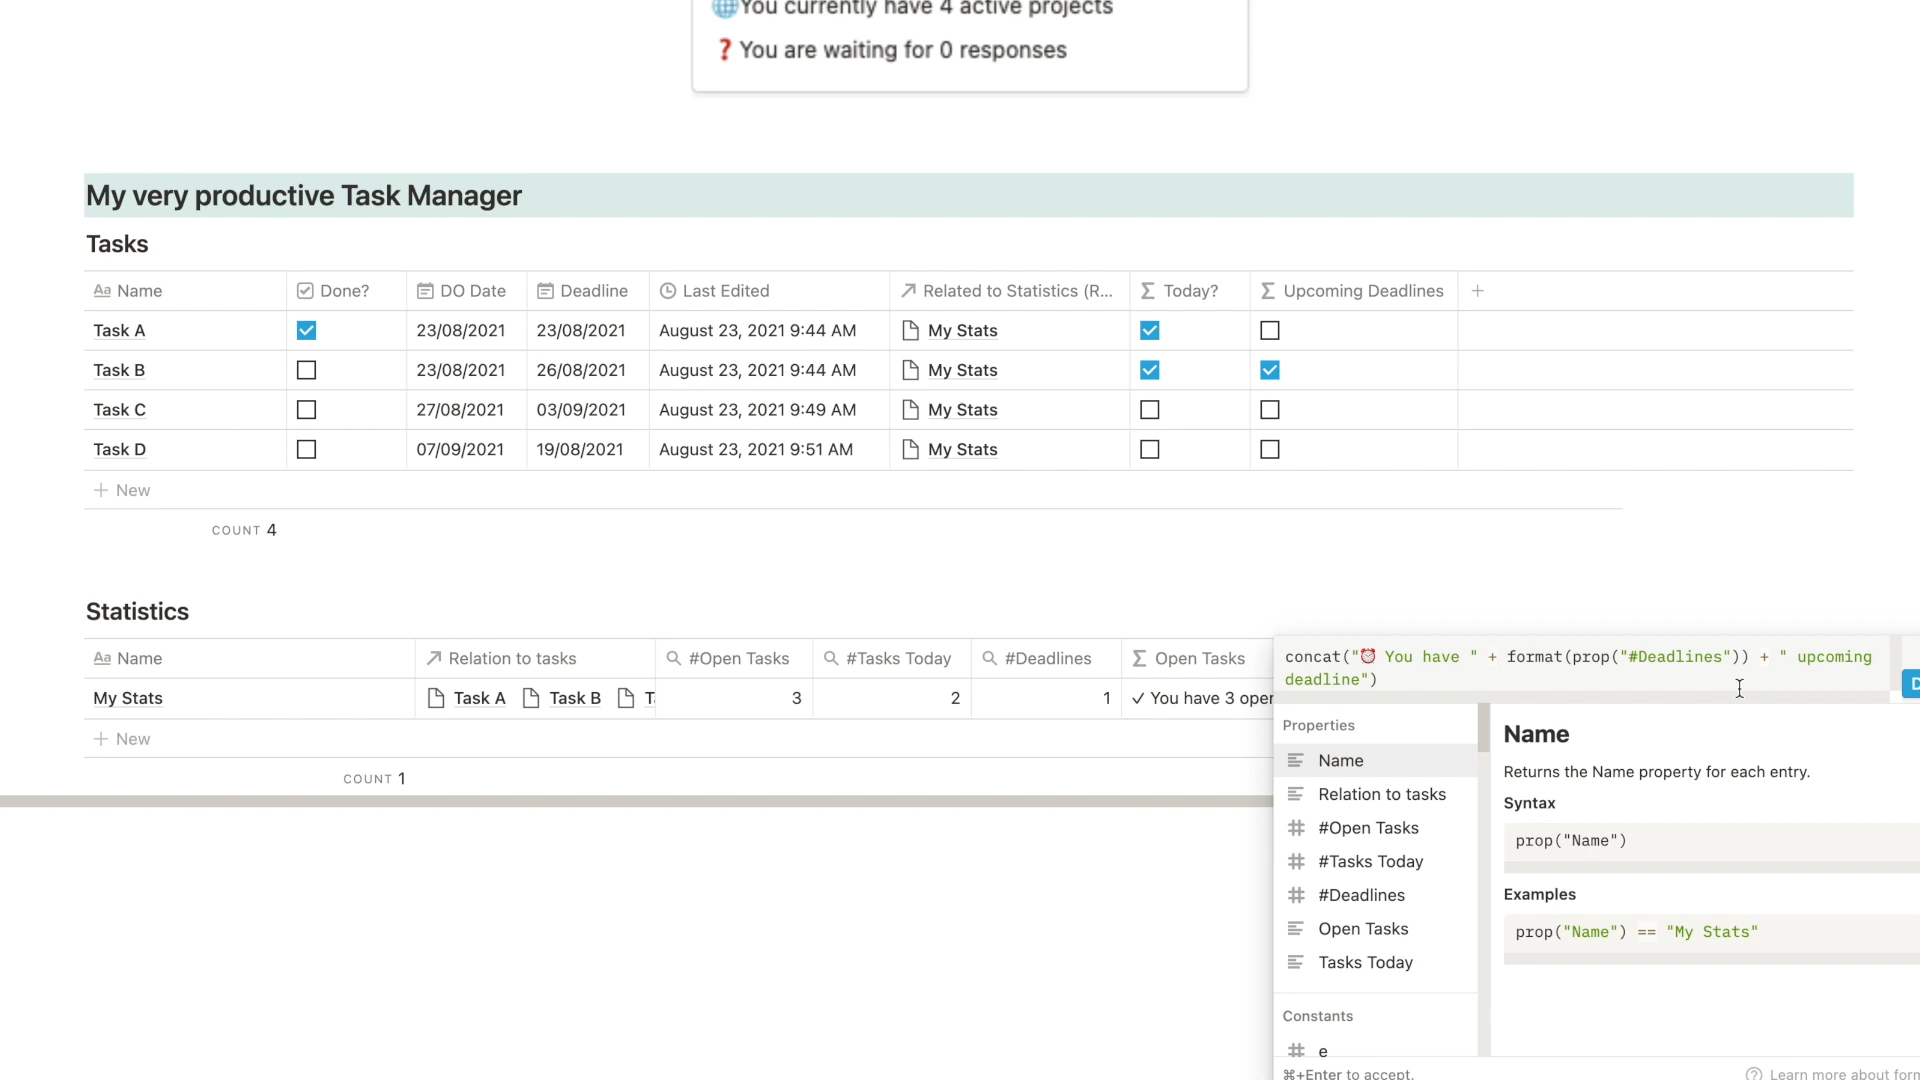 🌐You currently have 4 active projects
❓ You are waiting for 0 responses
My very productive Task Manager
Tasks
Aa Name Done? DO Date Deadline Last Edited Related to Statistics (R... Today? Upcoming Deadlines +
Task A 23/08/2021 23/08/2021 August 23, 2021 9:44 AM My Stats
Task B 23/08/2021 26/08/2021 August 23, 2021 9:44 AM My Stats
Task C 27/08/2021 03/09/2021 August 23, 2021 9:49 AM My Stats
Task D 07/09/2021 19/08/2021 August 23, 2021 9:51 AM My Stats
+ New
COUNT 4
Statistics
Aa Name Relation to tasks #Open Tasks #Tasks Today #Deadlines Open Tasks
My Stats Task A Task B T 3 2 1 ✓ You have 3 oper
+ New
COUNT 1
concat("⏰ You have " + format(prop("#Deadlines")) + " upcoming
deadline")
D
Properties
Name
Relation to tasks
#Open Tasks
#Tasks Today
#Deadlines
Open Tasks
Tasks Today
Constants
e
⌘+Enter to accept.
Name
Returns the Name property for each entry.
Syntax
prop("Name")
Examples
prop("Name") == "My Stats"
Learn more about form